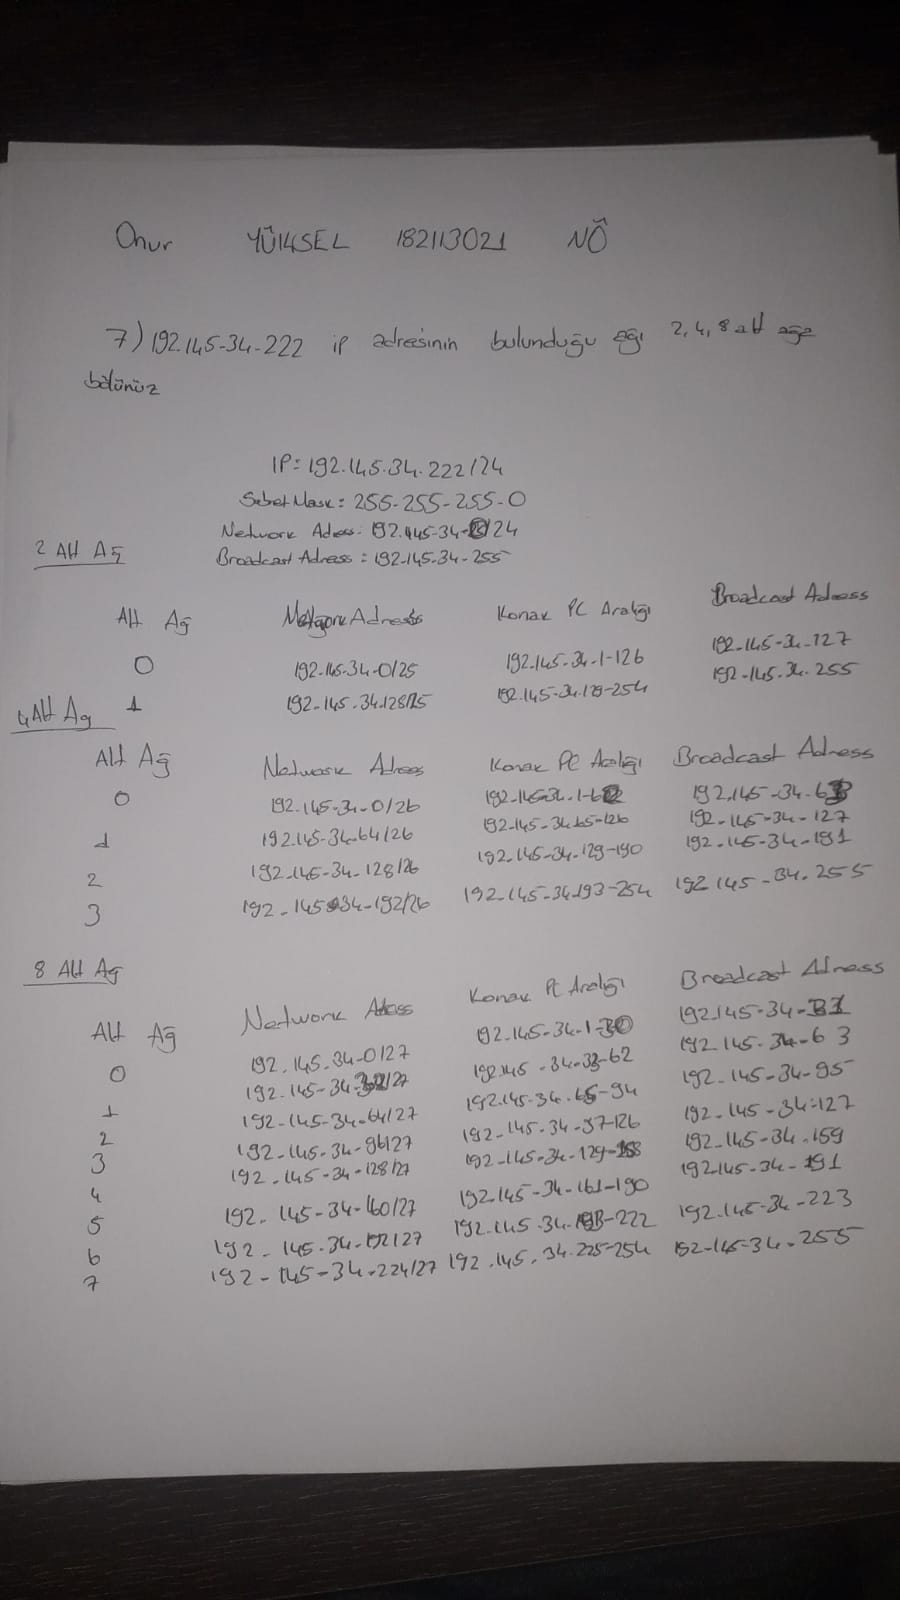 Onur YÜKSEL 182113021 NÖ
7) 192.145-34-222 ip adresinin bulunduğu ağı 2, 4, 8 alt ağa
bölünüz
IP: 192.145.34.222/24
Subet Mask: 255-255-255-0
Network Adess: 192.145-34- /24
Broadcast Adress: 192-145-34-255
2 Alt Ağ
Alt Ağ Adress Konak PC Aralığı Broadcast Adress
0 192.145-34-0/25 192.145-34-1-126 192-145-34-127
1 192-145.34.128/25 192.145-34.129-254 192-145.34.255
4 Alt Ağ
Alt Ağ Network Adress Konak PC Aralığı Broadcast Adress
0 192.145-34-0/26 192-145-34-1-62 192.145-34-63
1 192.145-34-64/26 192-145-34.65-126 192-145-34-127
2 192-145-34-128/26 192-145-34-129-190 192-145-34-191
3 192-145-34-192/26 192-145-34-193-254 192 145-34.255
8 Alt Ağ
Alt Ağ Network Adess Konak PC Aralığı Broadcast Adress
0 192.145.34-0/27 192-145-34-1-30 192.145-34-31
1 192.145-34-32/27 192.145-34-33-62 192 145.34-63
2 192-145-34-64/27 192.145-34.65-94 192-145-34-95
3 192-145-34-96/27 192-145-34-97-126 192-145-34-127
4 192-145-34-128/27 192-145-34-129-158 192-145-34.159
5 192. 145-34-160/27 192.145-34-161-190 192.145-34-191
6 192-145.34-192/27 192.145.34.193-222 192.145-34-223
7 192-145-34-224/27 192.145.34.225-254 192-145-34.255